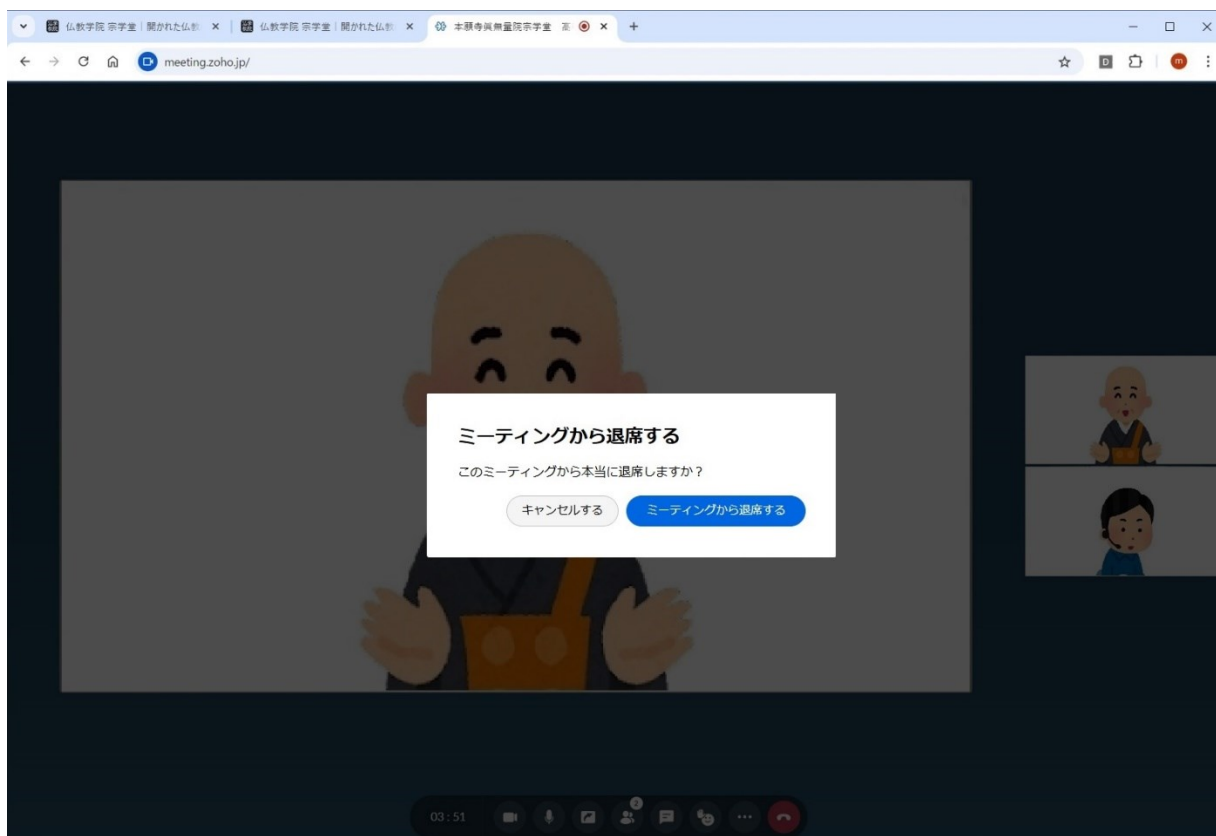 仏教学院 宗学堂｜開かれた仏教
仏教学院 宗学堂｜開かれた仏教
本願寺眞無量院宗学堂
meeting.zoho.jp/
D
m
ミーティングから退席する
このミーティングから本当に退席しますか？
キャンセルする
ミーティングから退席する
2
03:51